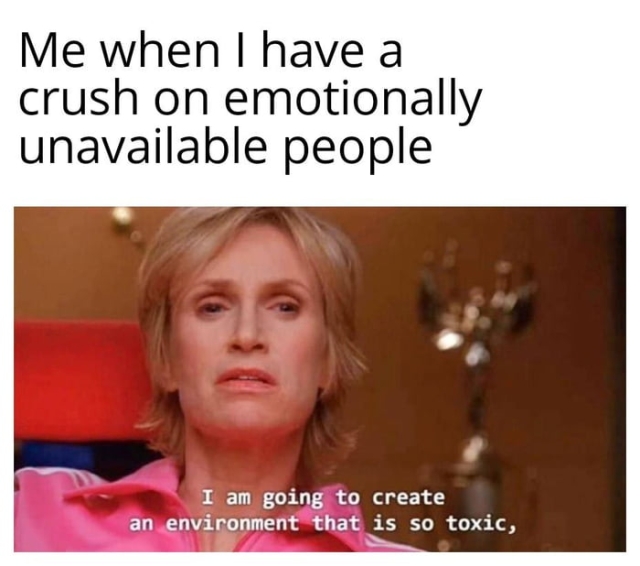 Me when I have a
crush on emotionally
unavailable people
I am going to create
an environment that is so toxic,